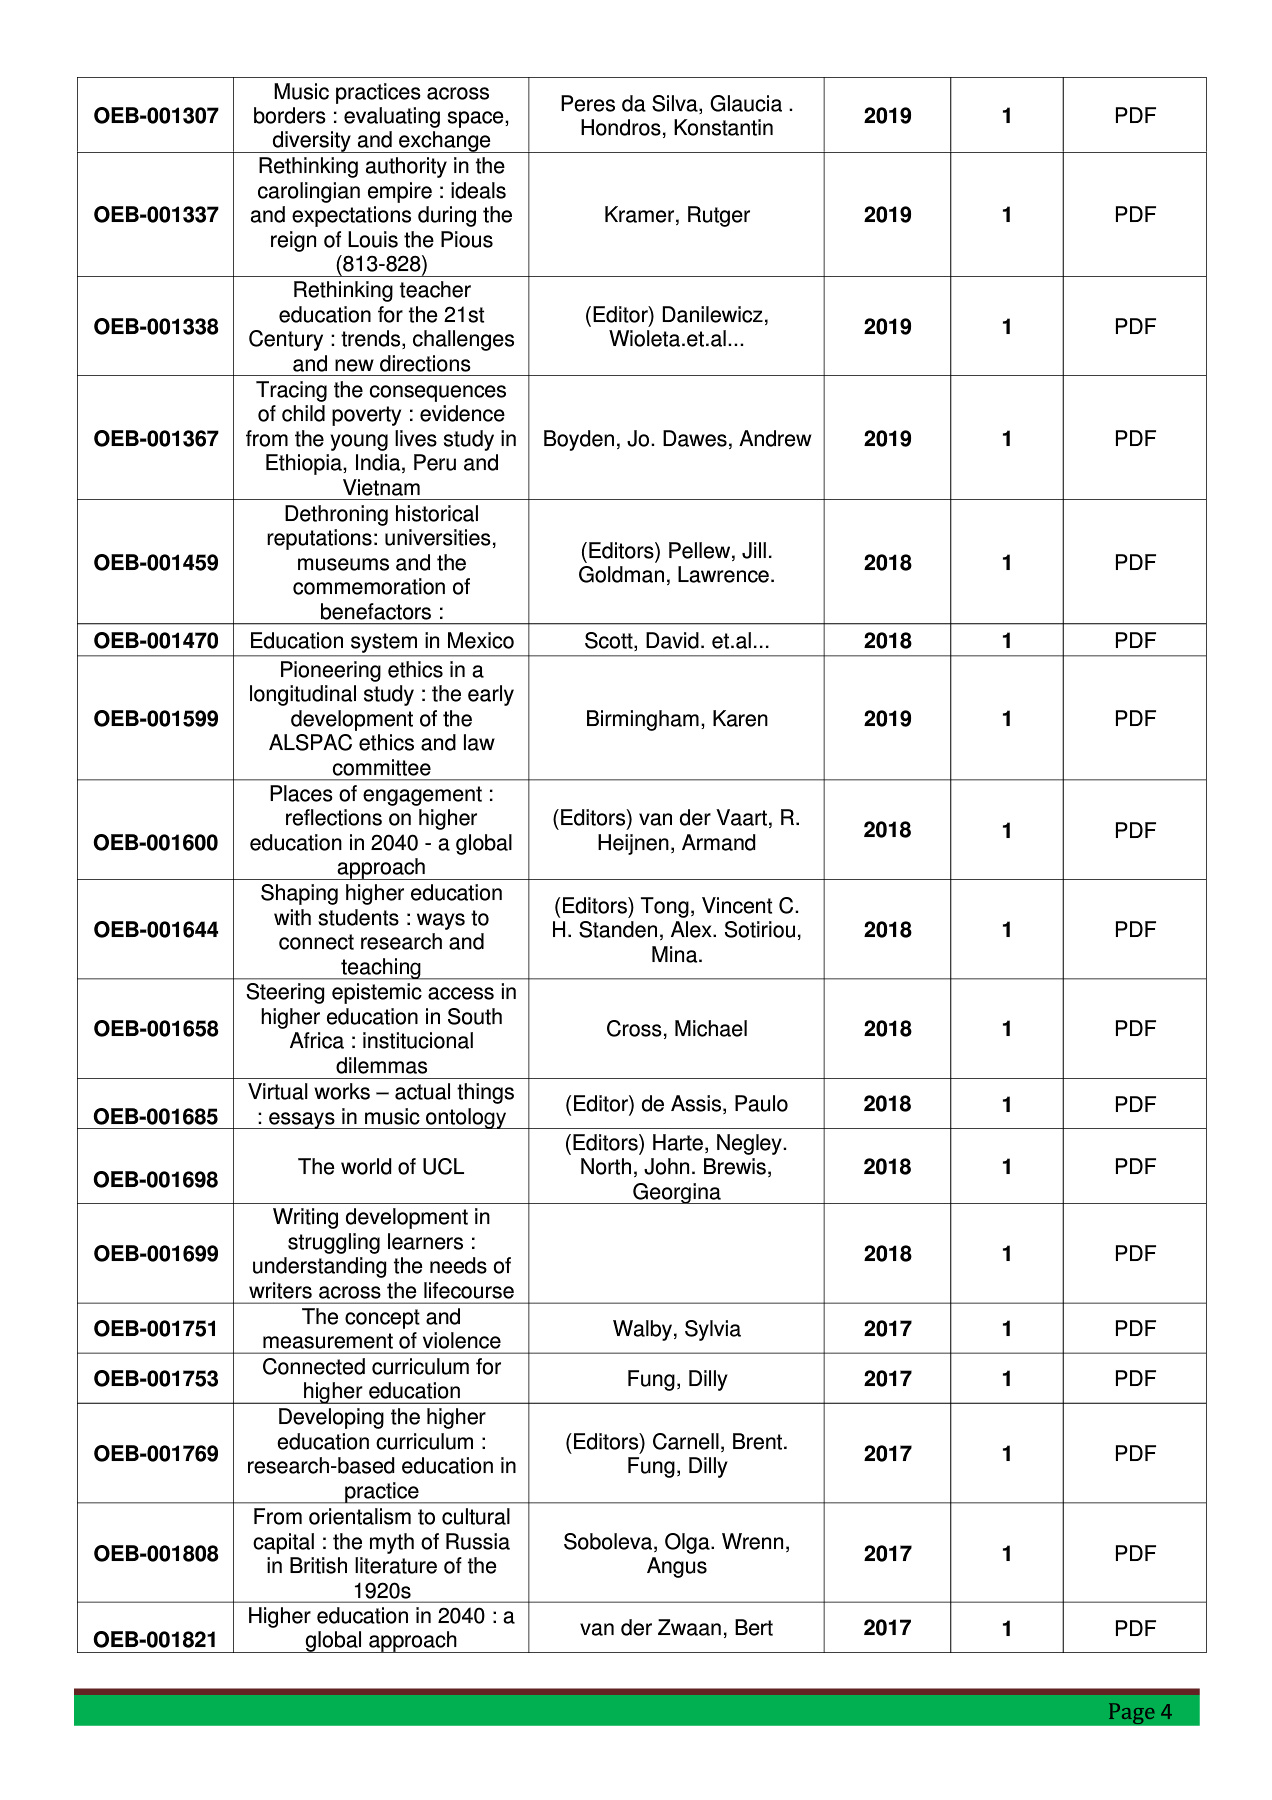 OEB-001307
Music practices across
borders : evaluating space,
diversity and exchange
Peres da Silva, Glaucia .
Hondros, Konstantin
2019
1
PDF
OEB-001337
Rethinking authority in the
carolingian empire : ideals
and expectations during the
reign of Louis the Pious
(813-828)
Kramer, Rutger
2019
1
PDF
OEB-001338
Rethinking teacher
education for the 21st
Century : trends, challenges
and new directions
(Editor) Danilewicz,
Wioleta.et.al...
2019
1
PDF
OEB-001367
Tracing the consequences
of child poverty : evidence
from the young lives study in
Ethiopia, India, Peru and
Vietnam
Boyden, Jo. Dawes, Andrew
2019
1
PDF
OEB-001459
Dethroning historical
reputations: universities,
museums and the
commemoration of
benefactors :
(Editors) Pellew, Jill.
Goldman, Lawrence.
2018
1
PDF
OEB-001470
Education system in Mexico
Scott, David. et.al...
2018
1
PDF
OEB-001599
Pioneering ethics in a
longitudinal study : the early
development of the
ALSPAC ethics and law
committee
Birmingham, Karen
2019
1
PDF
OEB-001600
Places of engagement :
reflections on higher
education in 2040 - a global
approach
(Editors) van der Vaart, R.
Heijnen, Armand
2018
1
PDF
OEB-001644
Shaping higher education
with students : ways to
connect research and
teaching
(Editors) Tong, Vincent C.
H. Standen, Alex. Sotiriou,
Mina.
2018
1
PDF
OEB-001658
Steering epistemic access in
higher education in South
Africa : institucional
dilemmas
Cross, Michael
2018
1
PDF
OEB-001685
Virtual works – actual things
: essays in music ontology
(Editor) de Assis, Paulo
2018
1
PDF
OEB-001698
The world of UCL
(Editors) Harte, Negley.
North, John. Brewis,
Georgina
2018
1
PDF
OEB-001699
Writing development in
struggling learners :
understanding the needs of
writers across the lifecourse
2018
1
PDF
OEB-001751
The concept and
measurement of violence
Walby, Sylvia
2017
1
PDF
OEB-001753
Connected curriculum for
higher education
Fung, Dilly
2017
1
PDF
OEB-001769
Developing the higher
education curriculum :
research-based education in
practice
(Editors) Carnell, Brent.
Fung, Dilly
2017
1
PDF
OEB-001808
From orientalism to cultural
capital : the myth of Russia
in British literature of the
1920s
Soboleva, Olga. Wrenn,
Angus
2017
1
PDF
OEB-001821
Higher education in 2040 : a
global approach
van der Zwaan, Bert
2017
1
PDF
Page 4